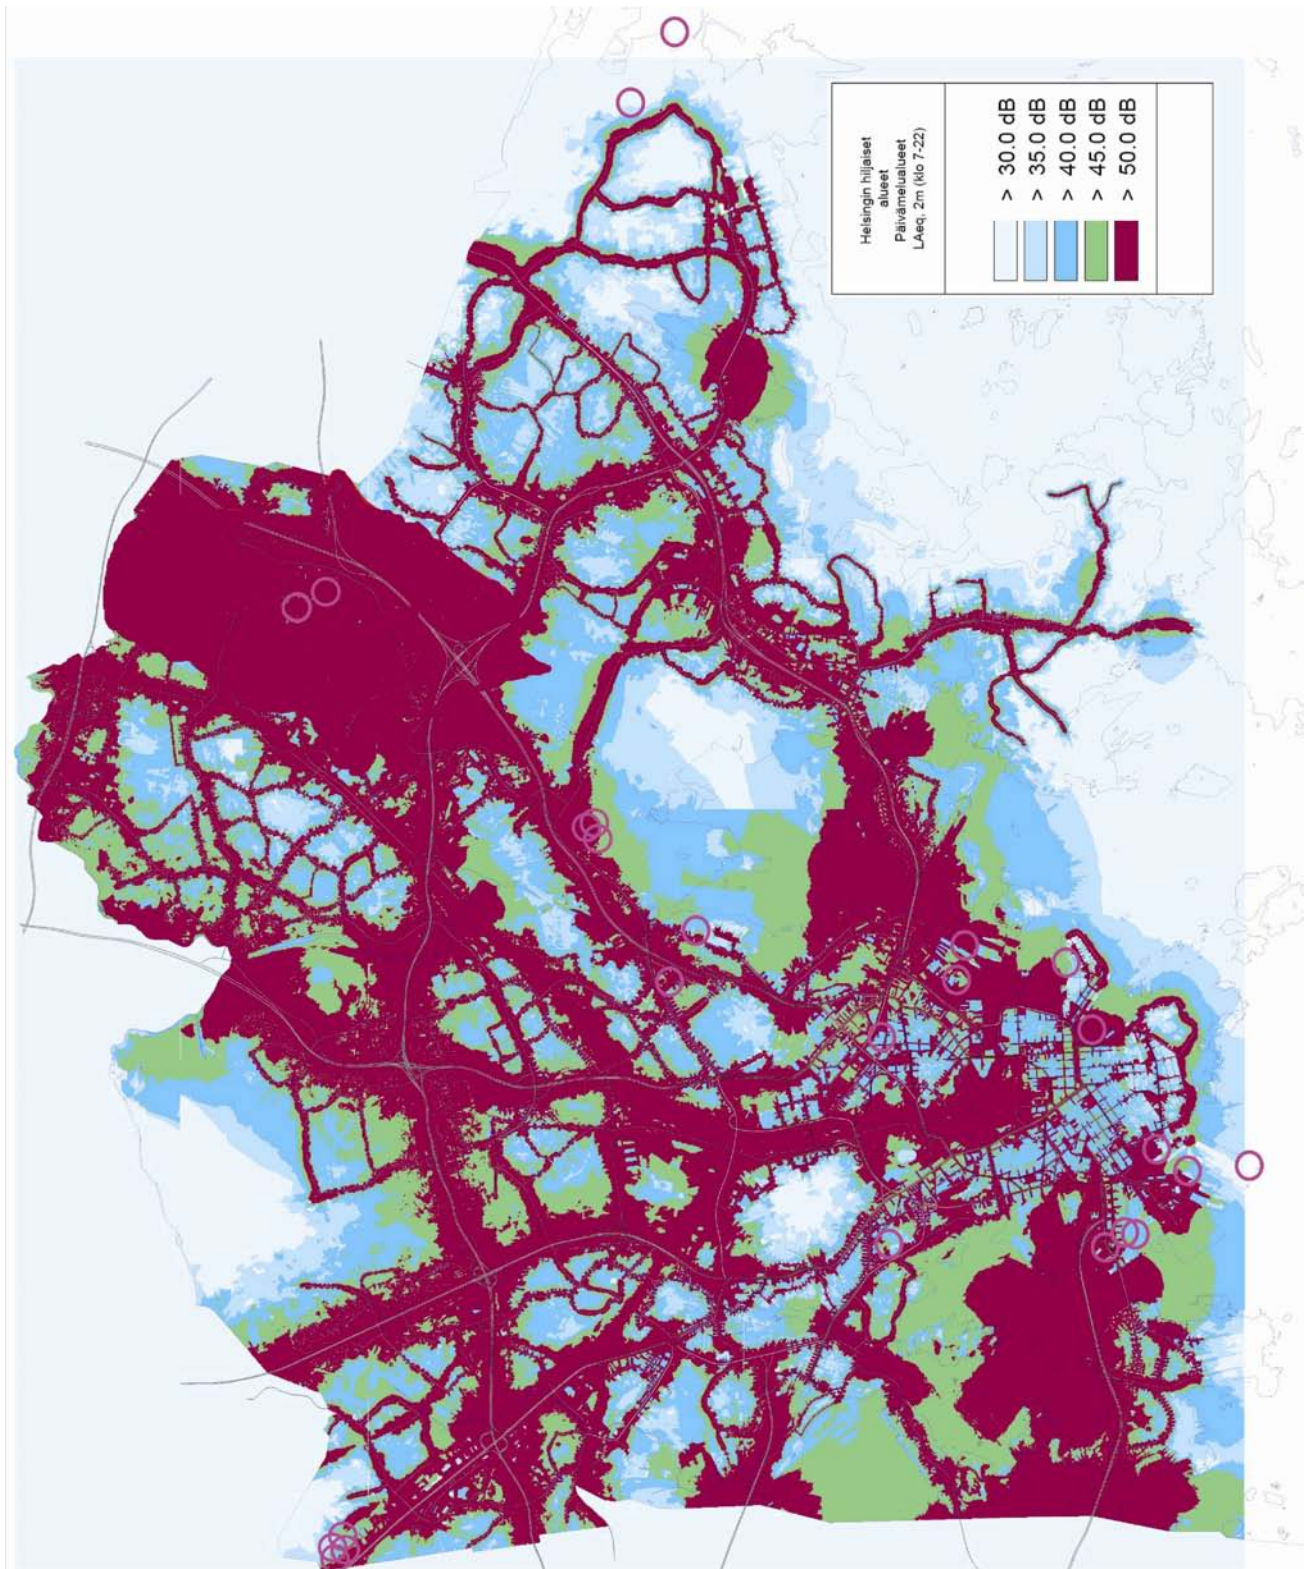 Helsingin hiljaiset
alueet
Päivämelualueet
LAeq, 2m (klo 7-22)
> 30.0 dB
> 35.0 dB
> 40.0 dB
> 45.0 dB
> 50.0 dB